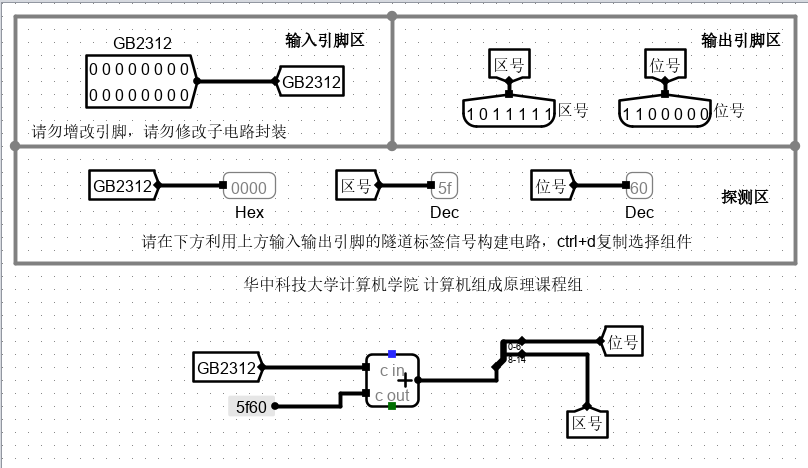 GB2312
输入引脚区
0 0 0 0 0 0 0 0
0 0 0 0 0 0 0 0
GB2312
请勿增改引脚，请勿修改子电路封装
输出引脚区
区号
位号
1 0 1 1 1 1 1
区号
1 1 0 0 0 0 0
位号
GB2312
0000
Hex
区号
5f
Dec
位号
60
Dec
探测区
请在下方利用上方输入输出引脚的隧道标签信号构建电路，ctrl+d复制选择组件
华中科技大学计算机学院 计算机组成原理课程组
GB2312
5f60
c in
+
c out
0-6
8-14
位号
区号